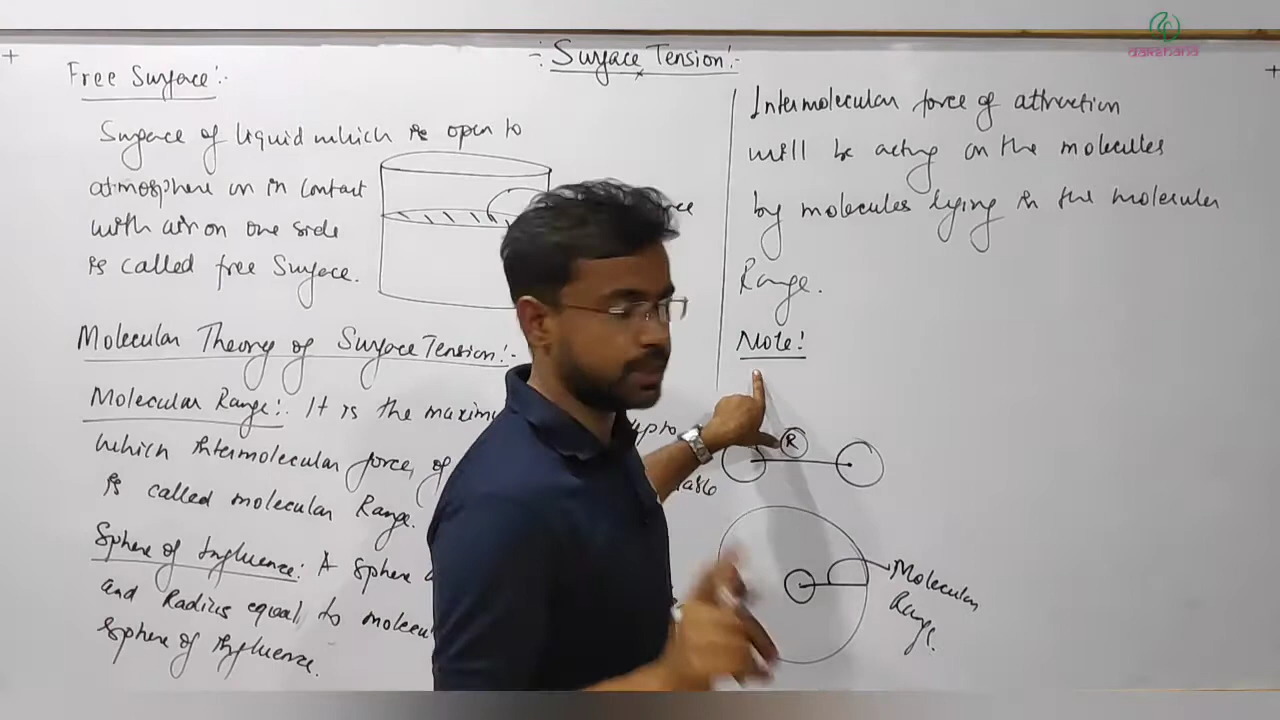 dakshana
-: Surface Tension:-
Free Surface:-
Surface of liquid which is open to
atmosphere or in contact
with air on one side
is called free Surface.
Molecular Theory of Surface Tension:-
Molecular Range:- It is the maximu
upto
which intermolecular force, of
is called molecular Range.
Sphere of Influence: A sphere
and Radius equal to molecu
Sphere of Influence.
Intermolecular force of attraction
will be acting on the molecules
by molecules lying in the molecular
Range.
Note:
R
Molecular
Range.